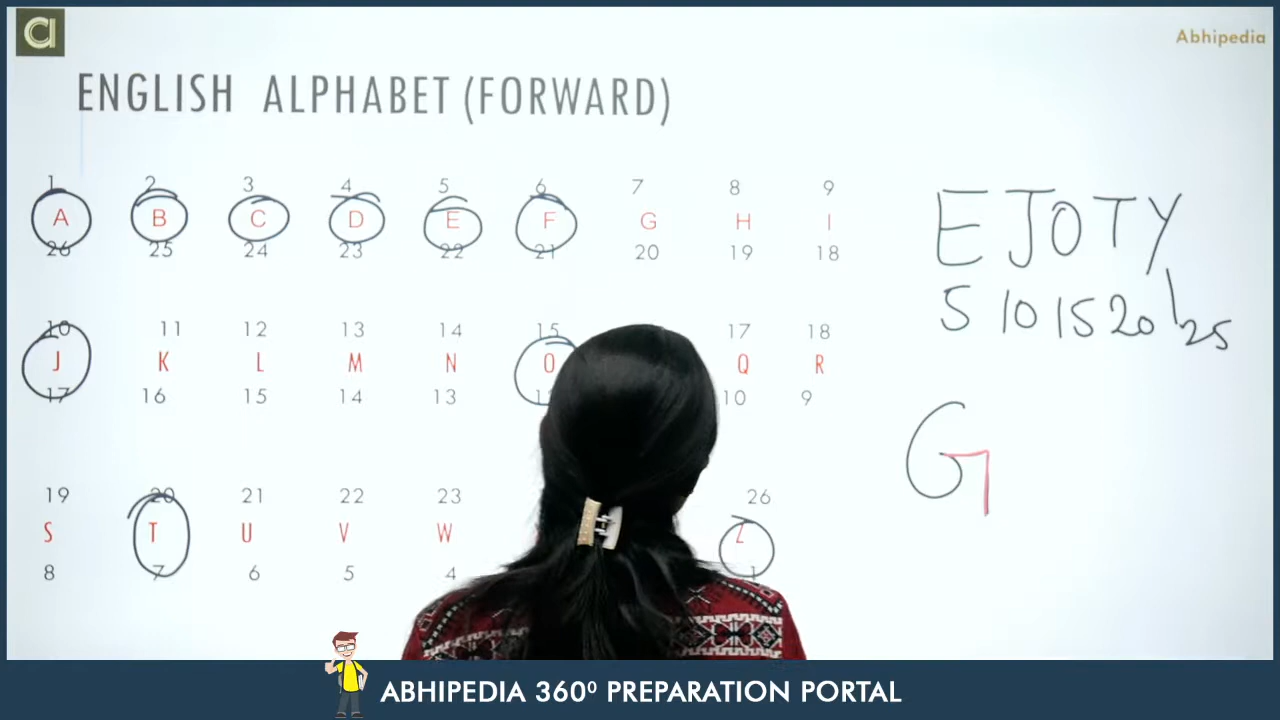 a
Abhipedia
ENGLISH ALPHABET (FORWARD)
1 2 3 4 5 6 7 8 9
A B C D E F G H I
26 25 24 23 22 21 20 19 18
EJOTY
5 10 15 20 25
10 11 12 13 14 15 17 18
J K L M N O Q R
17 16 15 14 13 10 9
G
19 20 21 22 23 26
S T U V W Z
8 7 6 5 4 1
ABHIPEDIA 360⁰ PREPARATION PORTAL